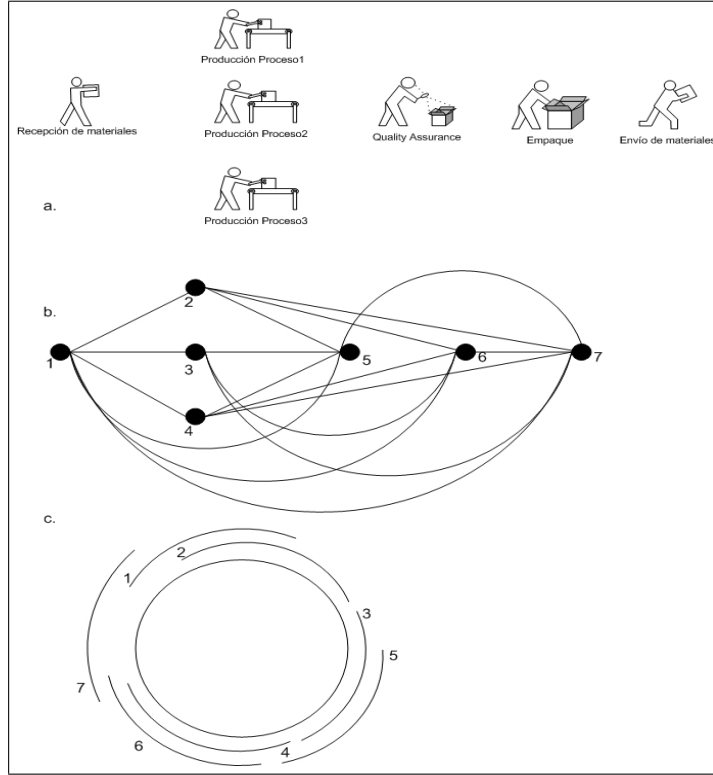 Producción Proceso1
Recepción de materiales
Producción Proceso2
Quality Assurance
Empaque
Envío de materiales
Producción Proceso3
a.
b.
2
1
3
5
6
7
4
c.
2
1
3
5
7
6
4